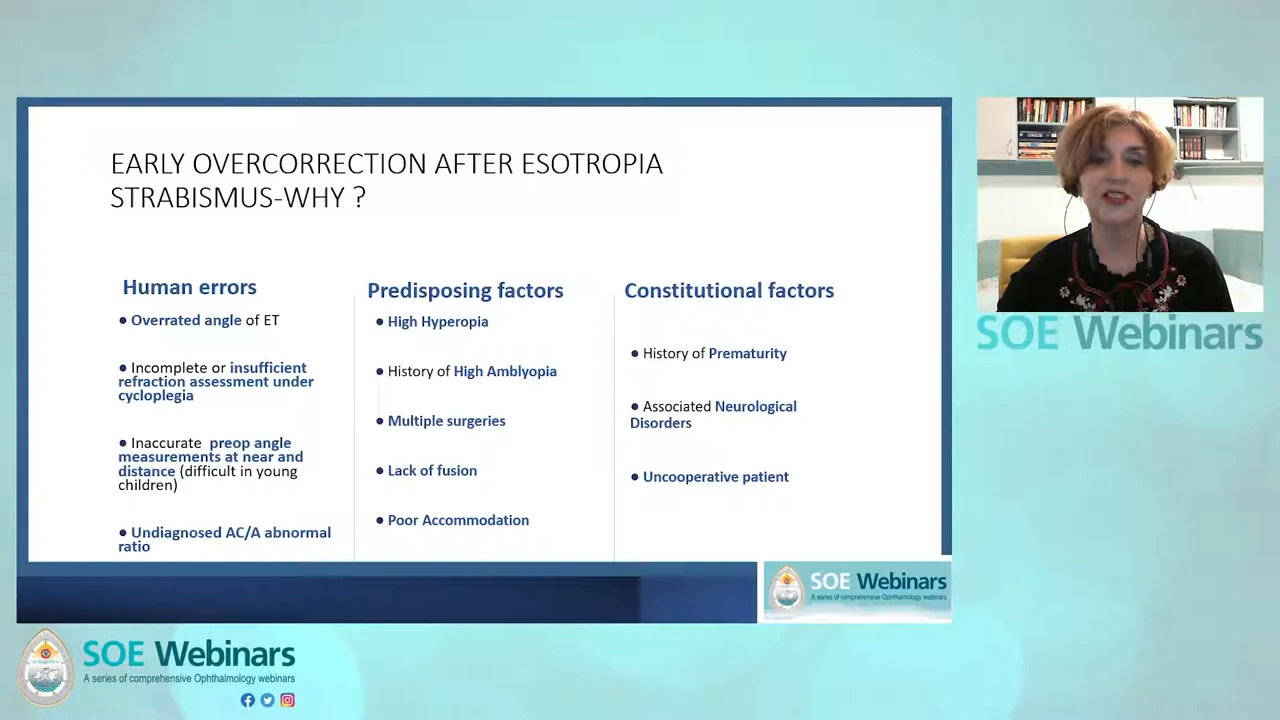 EARLY OVERCORRECTION AFTER ESOTROPIA
STRABISMUS-WHY ?
Human errors
● Overrated angle of ET
● Incomplete or insufficient
refraction assessment under
cycloplegia
● Inaccurate preop angle
measurements at near and
distance (difficult in young
children)
● Undiagnosed AC/A abnormal
ratio
Predisposing factors
● High Hyperopia
● History of High Amblyopia
● Multiple surgeries
● Lack of fusion
● Poor Accommodation
Constitutional factors
● History of Prematurity
● Associated Neurological
Disorders
● Uncooperative patient
SOE Webinars
A series of comprehensive Ophthalmology webinars
SOE Webinars
SOE Webinars
A series of comprehensive Ophthalmology webinars